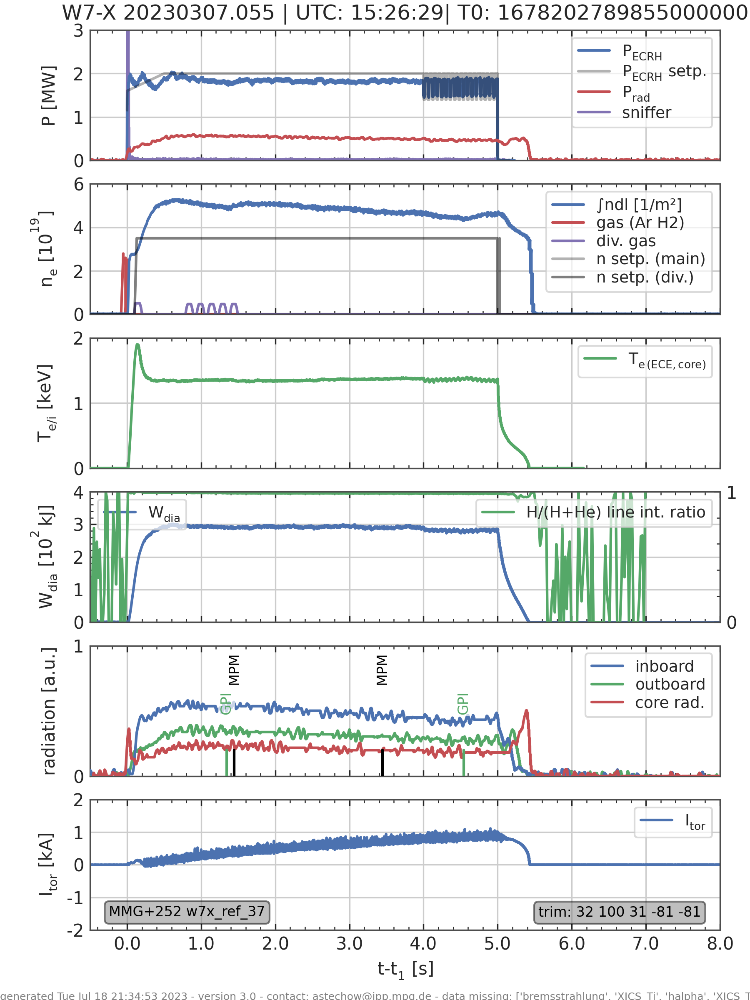 W7-X 20230307.055 | UTC: 15:26:29| T0: 1678202789855000000
3
2
1
0
P [MW]
P_ECRH
P_ECRH setp.
P_rad
sniffer
6
4
2
0
n_e [10^19]
∫ndl [1/m²]
gas (Ar H2)
div. gas
n setp. (main)
n setp. (div.)
2
1
0
T_e/i [keV]
T_e(ECE, core)
4
3
2
1
0
W_dia [10^2 kJ]
W_dia
H/(H+He) line int. ratio
1
0
1
0
radiation [a.u.]
MPM
MPM
GPI
GPI
inboard
outboard
core rad.
2
1
0
-1
-2
I_tor [kA]
I_tor
MMG+252 w7x_ref_37
trim: 32 100 31 -81 -81
0.0 1.0 2.0 3.0 4.0 5.0 6.0 7.0 8.0
t-t_1 [s]
generated Tue Jul 18 21:34:53 2023 - version 3.0 - contact: astechow@ipp.mpg.de - data missing: ['bremsstrahlung', 'XICS_Ti', 'halpha', 'XICS_T